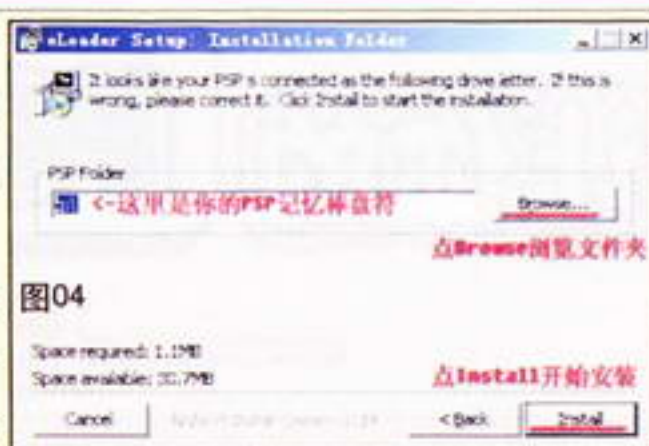 eLoader Setup: Installation Folder
It looks like your PSP is connected as the following drive letter. If this is
wrong, please correct it. Click Install to start the installation.
PSP Folder
<-这里是你的PSP记忆棒盘符
Browse...
点Browse浏览文件夹
图04
Space required: 1.1MB
Space available: 30.7MB
点Install开始安装
Cancel
< Back
Install